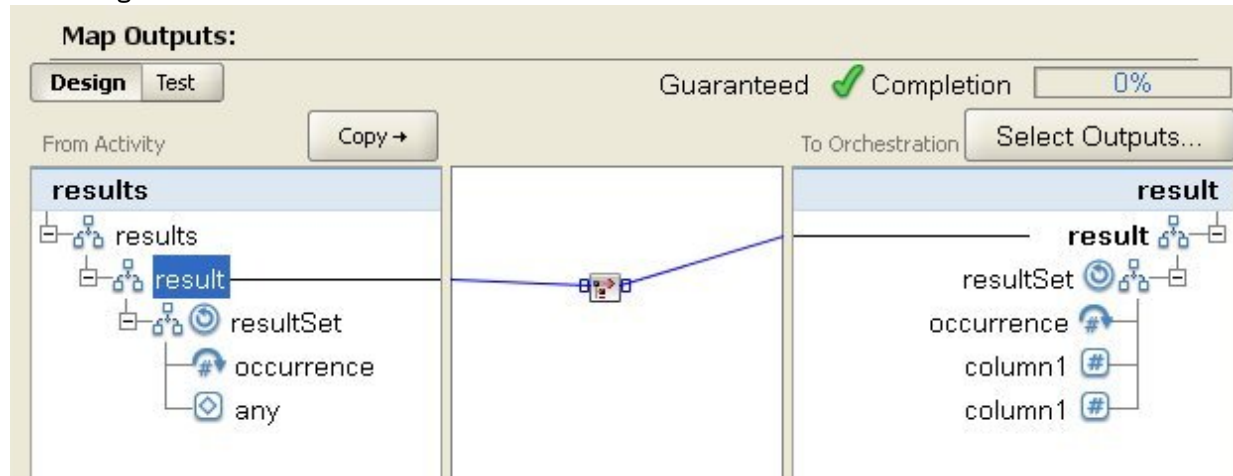 Map Outputs:
Design Test Guaranteed Completion 0%
From Activity Copy To Orchestration Select Outputs...
results result
results result
result resultSet
resultSet occurrence
occurrence column1
any column1